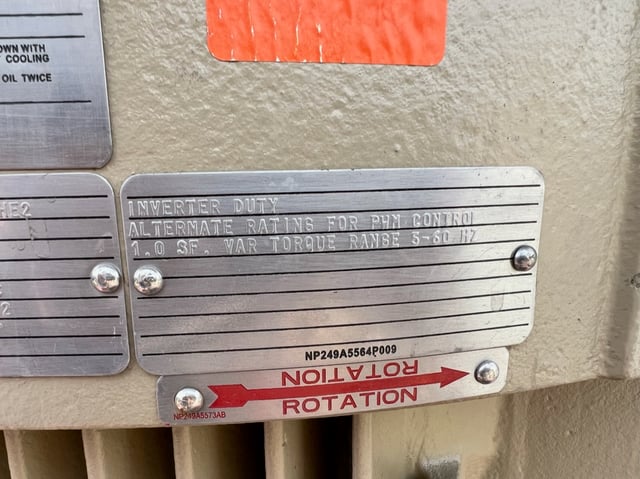 OWN WITH
COOLING
OIL TWICE
HE2
2
INVERTER DUTY
ALTERNATE RATING FOR PWM CONTROL
1.0 SF. VAR TORQUE RANGE 5-60 HZ
NP249A5564P009
ROTATION
ROTATION
NP249A5573AB